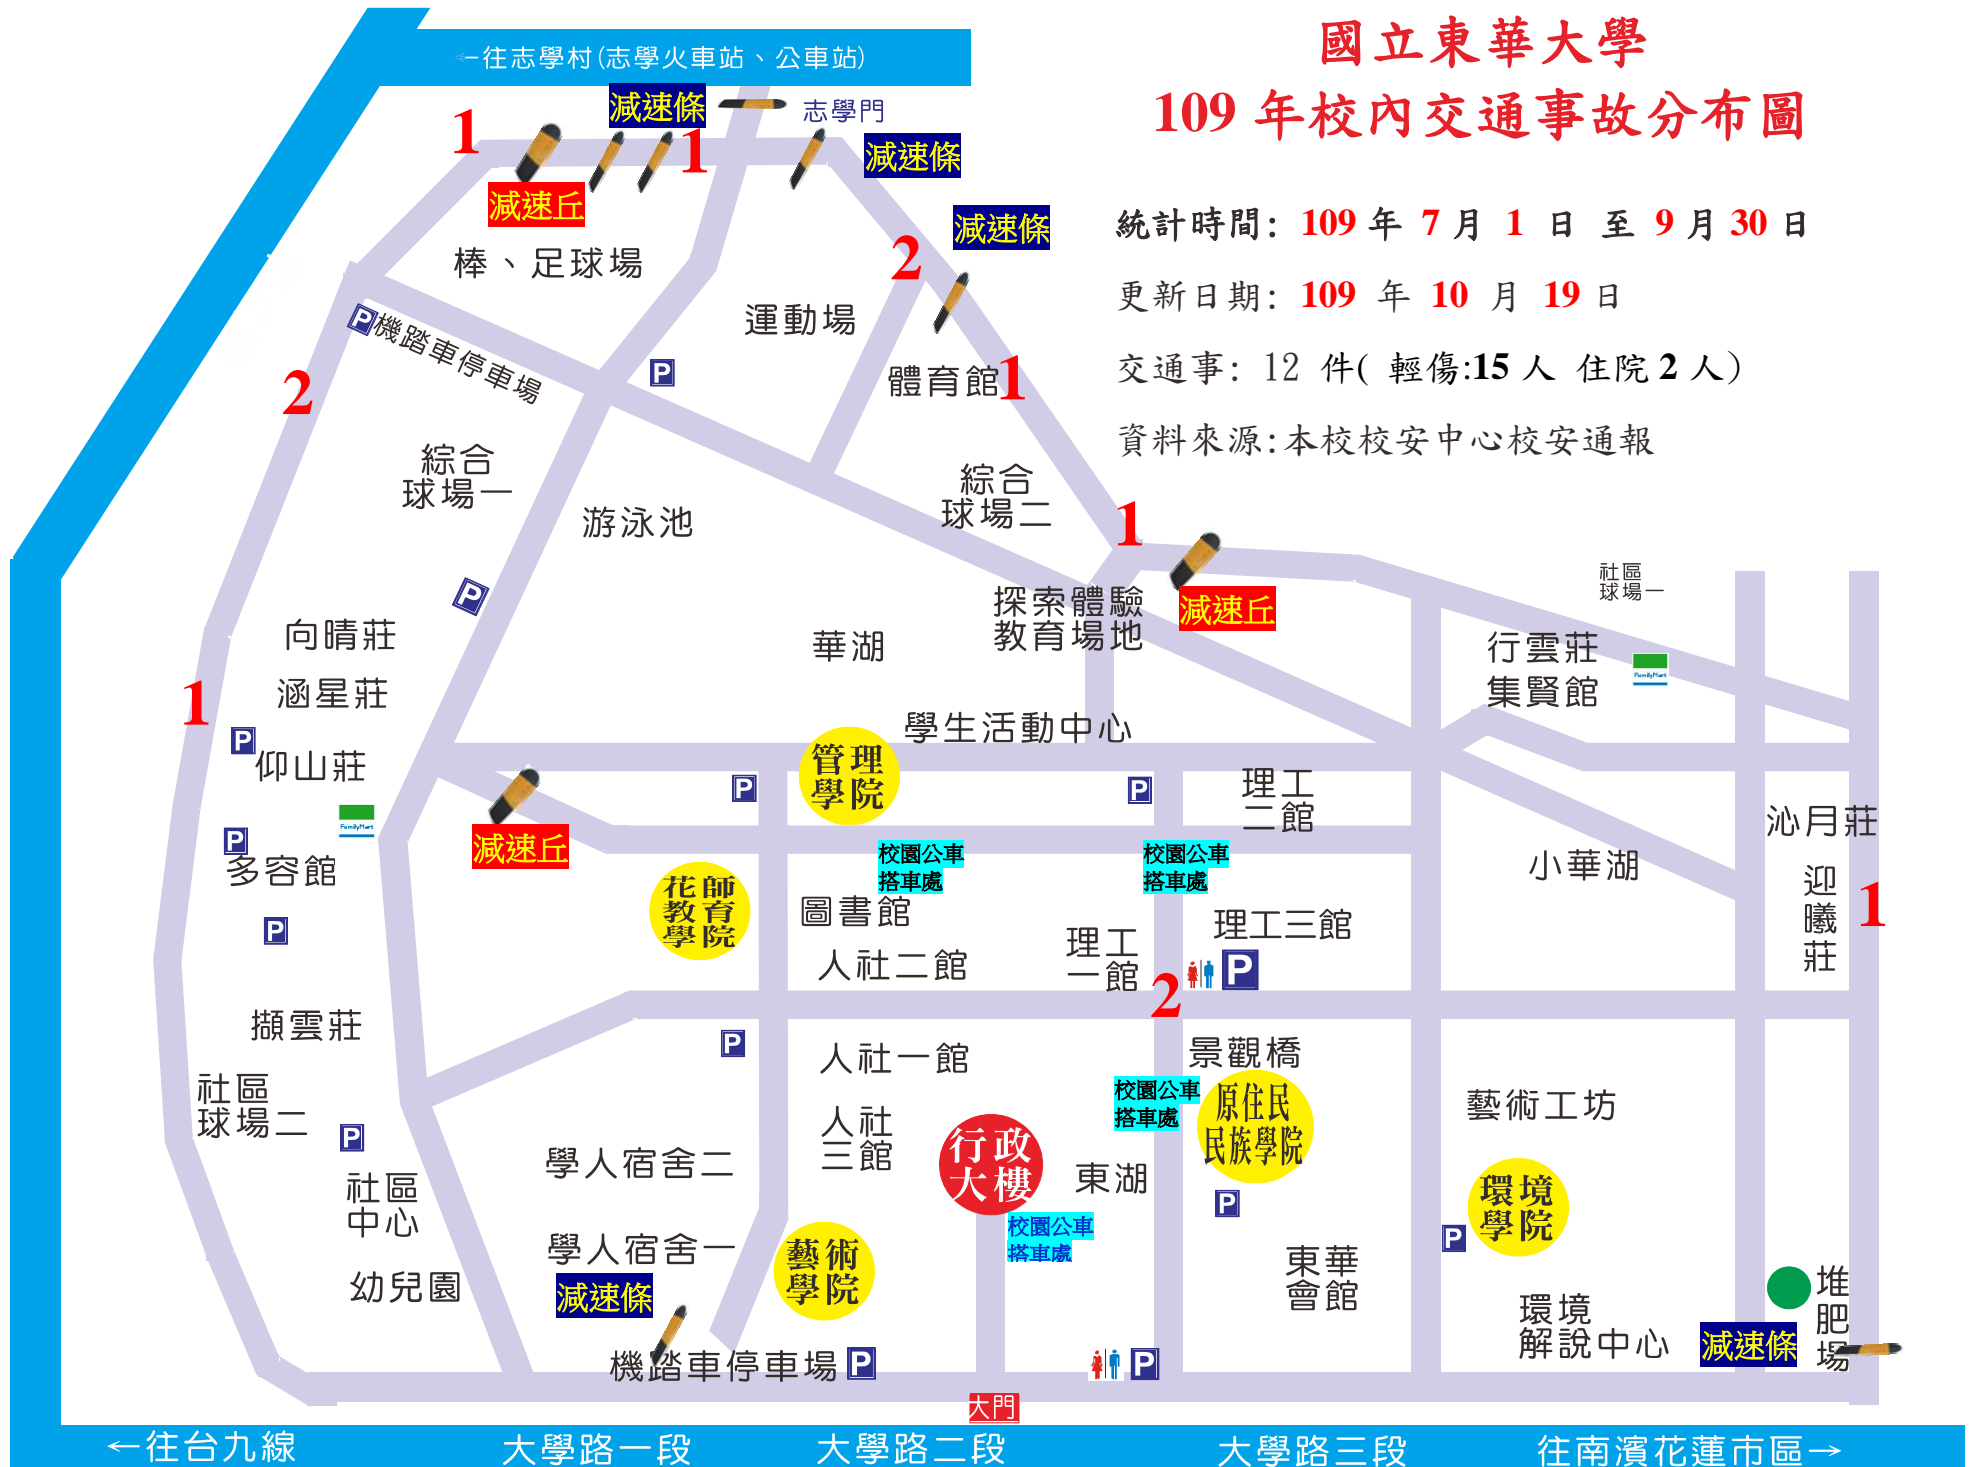 國立東華大學
109 年校內交通事故分布圖
統計時間: 109 年 7 月 1 日 至 9 月 30 日
更新日期: 109 年 10 月 19 日
交通事: 12 件( 輕傷:15 人 住院 2 人)
資料來源:本校校安中心校安通報
←往志學村(志學火車站、公車站)
志學門
減速條
減速條
減速條
減速丘
1
1
2
1
2
1
1
棒、足球場
運動場
體育館
P機踏車停車場
P
綜合
球場一
游泳池
綜合
球場二
探索體驗
教育場地
減速丘
社區
球場一
P
向晴莊
涵星莊
華湖
行雲莊
集賢館
FamilyMart
學生活動中心
P
仰山莊
管理
學院
P
P
理工
二館
FamilyMart
減速丘
P
多容館
校園公車
搭車處
校園公車
搭車處
沁月莊
小華湖
迎曦莊
1
花師
教育
學院
圖書館
人社二館
理工
一館
理工三館
P
2
P
擷雲莊
P
人社一館
景觀橋
社區
球場二
P
人社
三館
校園公車
搭車處
原住民
民族學院
藝術工坊
學人宿舍二
行政
大樓
東湖
P
環境
學院
P
社區
中心
學人宿舍一
校園公車
搭車處
藝術
學院
東華
會館
幼兒園
減速條
環境
解說中心
堆肥場
減速條
機踏車停車場 P
P
大門
←往台九線
大學路一段
大學路二段
大學路三段
往南濱花蓮市區→